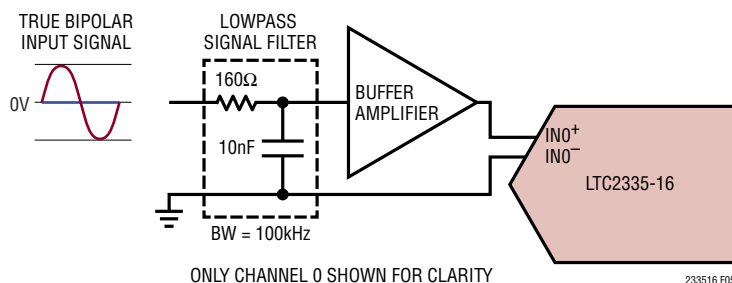 TRUE BIPOLAR
INPUT SIGNAL
LOWPASS
SIGNAL FILTER
0V
160Ω
10nF
BUFFER
AMPLIFIER
IN0+
IN0–
LTC2335-16
BW = 100kHz
ONLY CHANNEL 0 SHOWN FOR CLARITY
233516 F05